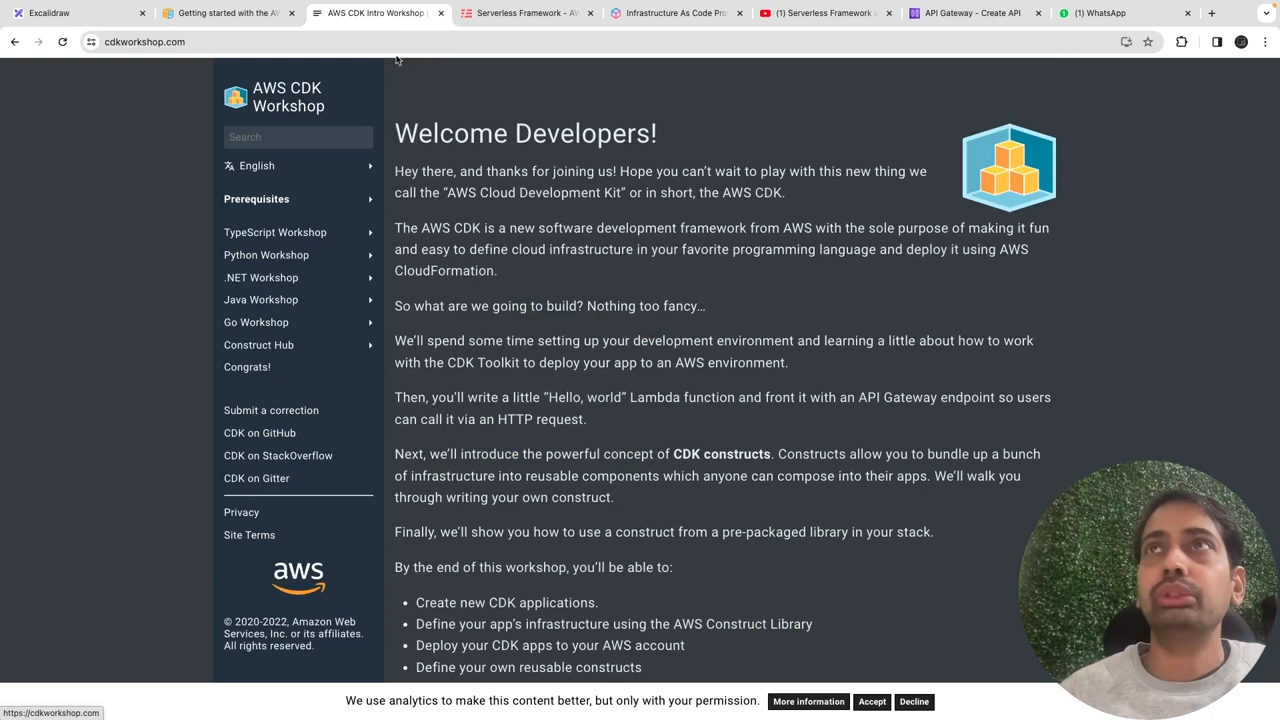 Excalidraw
Getting started with the AW
AWS CDK Intro Workshop
Serverless Framework - AW
Infrastructure As Code Pro
(1) Serverless Framework
API Gateway - Create API
(1) WhatsApp
cdkworkshop.com
AWS CDK
Workshop
Search
English
Prerequisites
TypeScript Workshop
Python Workshop
.NET Workshop
Java Workshop
Go Workshop
Construct Hub
Congrats!
Submit a correction
CDK on GitHub
CDK on StackOverflow
CDK on Gitter
Privacy
Site Terms
aws
© 2020-2022, Amazon Web
Services, Inc. or its affiliates.
All rights reserved.
Welcome Developers!
Hey there, and thanks for joining us! Hope you can't wait to play with this new thing we
call the “AWS Cloud Development Kit” or in short, the AWS CDK.
The AWS CDK is a new software development framework from AWS with the sole purpose of making it fun
and easy to define cloud infrastructure in your favorite programming language and deploy it using AWS
CloudFormation.
So what are we going to build? Nothing too fancy…
We'll spend some time setting up your development environment and learning a little about how to work
with the CDK Toolkit to deploy your app to an AWS environment.
Then, you'll write a little “Hello, world” Lambda function and front it with an API Gateway endpoint so users
can call it via an HTTP request.
Next, we'll introduce the powerful concept of CDK constructs. Constructs allow you to bundle up a bunch
of infrastructure into reusable components which anyone can compose into their apps. We'll walk you
through writing your own construct.
Finally, we'll show you how to use a construct from a pre-packaged library in your stack.
By the end of this workshop, you'll be able to:
• Create new CDK applications.
• Define your app's infrastructure using the AWS Construct Library
• Deploy your CDK apps to your AWS account
• Define your own reusable constructs
We use analytics to make this content better, but only with your permission.
More information
Accept
Decline
https://cdkworkshop.com